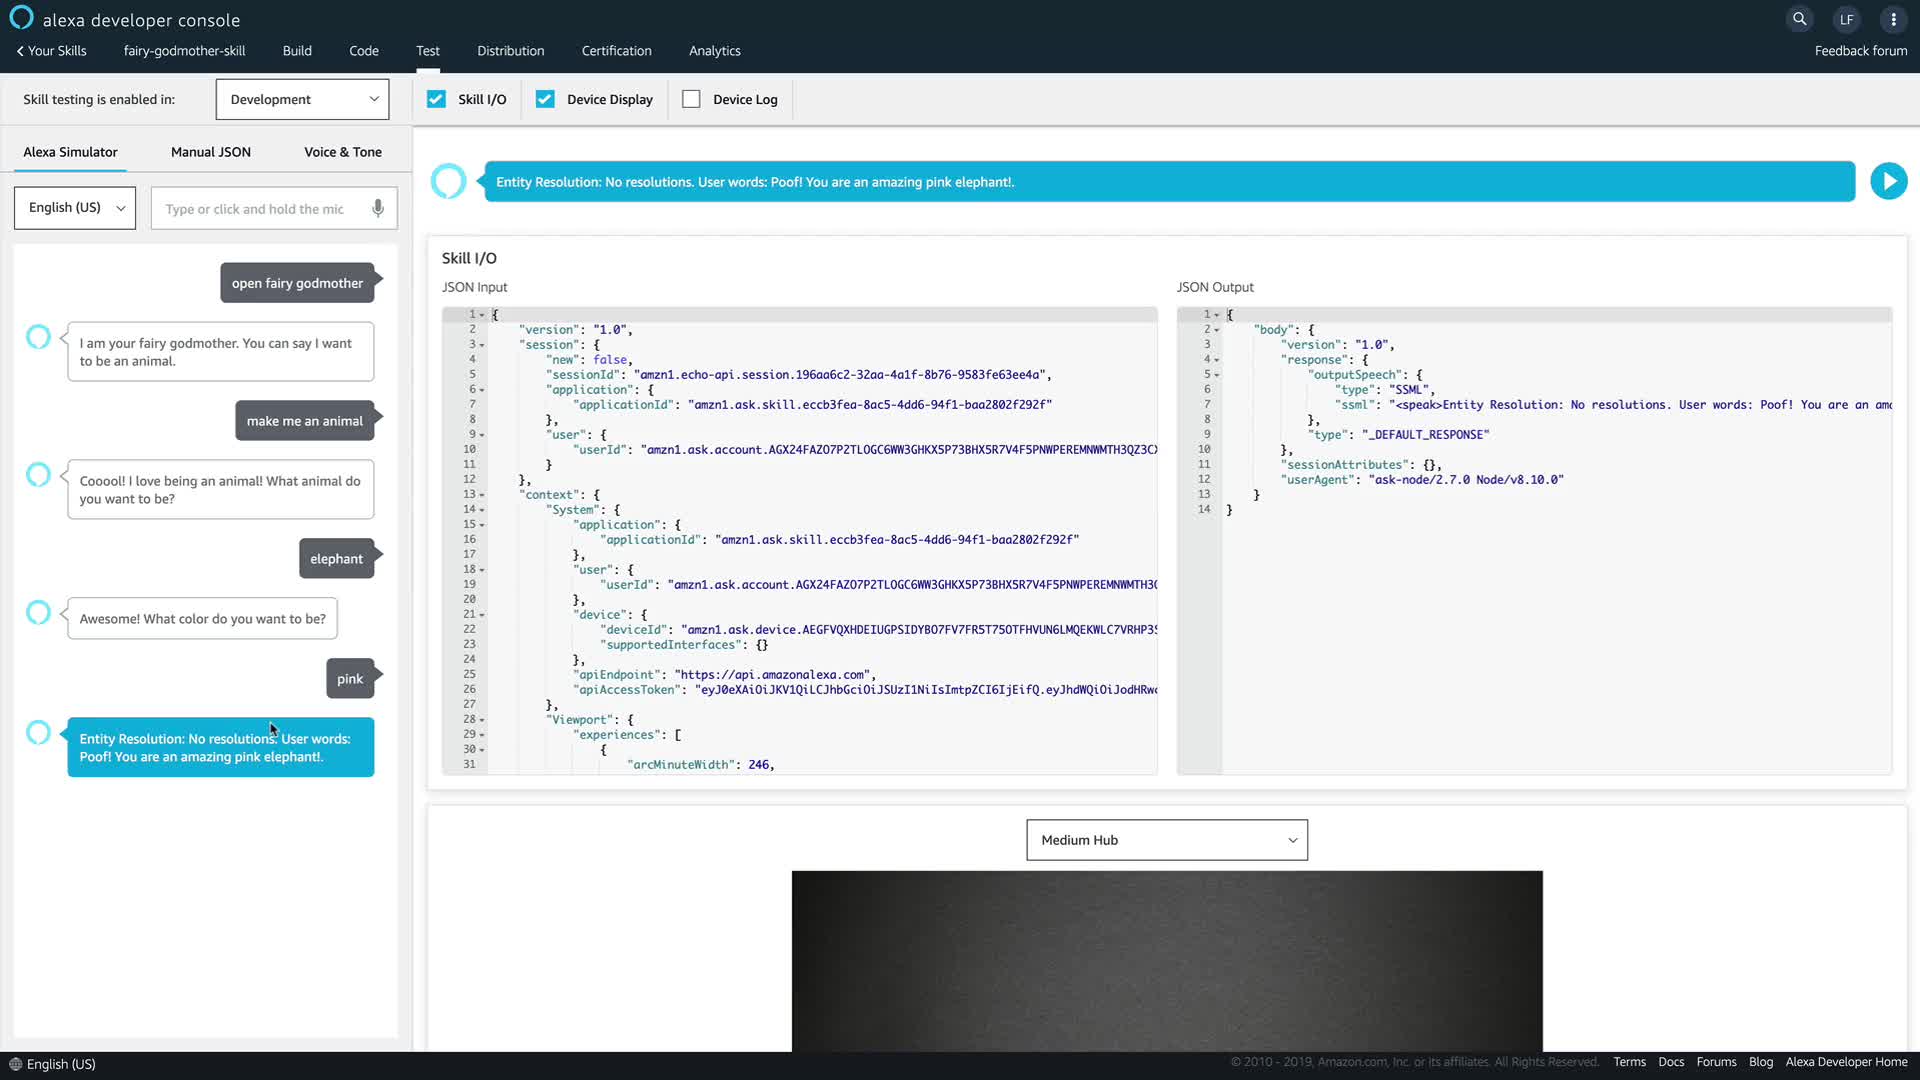 alexa developer console
LF
Your Skills
fairy-godmother-skill
Build
Code
Test
Distribution
Certification
Analytics
Feedback forum
Skill testing is enabled in:
Development
Skill I/O
Device Display
Device Log
Alexa Simulator
Manual JSON
Voice & Tone
English (US)
Type or click and hold the mic
open fairy godmother
I am your fairy godmother. You can say I want
to be an animal.
make me an animal
Cooool! I love being an animal! What animal do
you want to be?
elephant
Awesome! What color do you want to be?
pink
Entity Resolution: No resolutions. User words:
Poof! You are an amazing pink elephant!.
Entity Resolution: No resolutions. User words: Poof! You are an amazing pink elephant!.
Skill I/O
JSON Input
1 {
2 "version": "1.0",
3 "session": {
4 "new": false,
5 "sessionId": "amzn1.echo-api.session.196aa6c2-32aa-4a1f-8b76-9583fe63ee4a",
6 "application": {
7 "applicationId": "amzn1.ask.skill.eccb3fea-8ac5-4dd6-94f1-baa2802f292f"
8 },
9 "user": {
10 "userId": "amzn1.ask.account.AGX24FAZO7P2TLOGC6WW3GHKX5P73BHX5R7V4F5PNWPEREMNWMTH3QZ3CX
11 }
12 },
13 "context": {
14 "System": {
15 "application": {
16 "applicationId": "amzn1.ask.skill.eccb3fea-8ac5-4dd6-94f1-baa2802f292f"
17 },
18 "user": {
19 "userId": "amzn1.ask.account.AGX24FAZO7P2TLOGC6WW3GHKX5P73BHX5R7V4F5PNWPEREMNWMTH3Q
20 },
21 "device": {
22 "deviceId": "amzn1.ask.device.AEGFVQXHDEIUGPSIDYBO7FV7FR5T75OTFHVUN6LMQEKWLC7VRHP3S
23 "supportedInterfaces": {}
24 },
25 "apiEndpoint": "https://api.amazonalexa.com",
26 "apiAccessToken": "eyJ0eXAiOiJKV1QiLCJhbGciOiJSUzI1NiIsImtpZCI6IjEifQ.eyJhdWQiOiJodHRwc
27 },
28 "Viewport": {
29 "experiences": [
30 {
31 "arcMinuteWidth": 246,
JSON Output
1 {
2 "body": {
3 "version": "1.0",
4 "response": {
5 "outputSpeech": {
6 "type": "SSML",
7 "ssml": "<speak>Entity Resolution: No resolutions. User words: Poof! You are an ama
8 },
9 "type": "_DEFAULT_RESPONSE"
10 },
11 "sessionAttributes": {},
12 "userAgent": "ask-node/2.7.0 Node/v8.10.0"
13 }
14 }
Medium Hub
English (US)
© 2010 - 2019, Amazon.com, Inc. or its affiliates. All Rights Reserved.
Terms
Docs
Forums
Blog
Alexa Developer Home